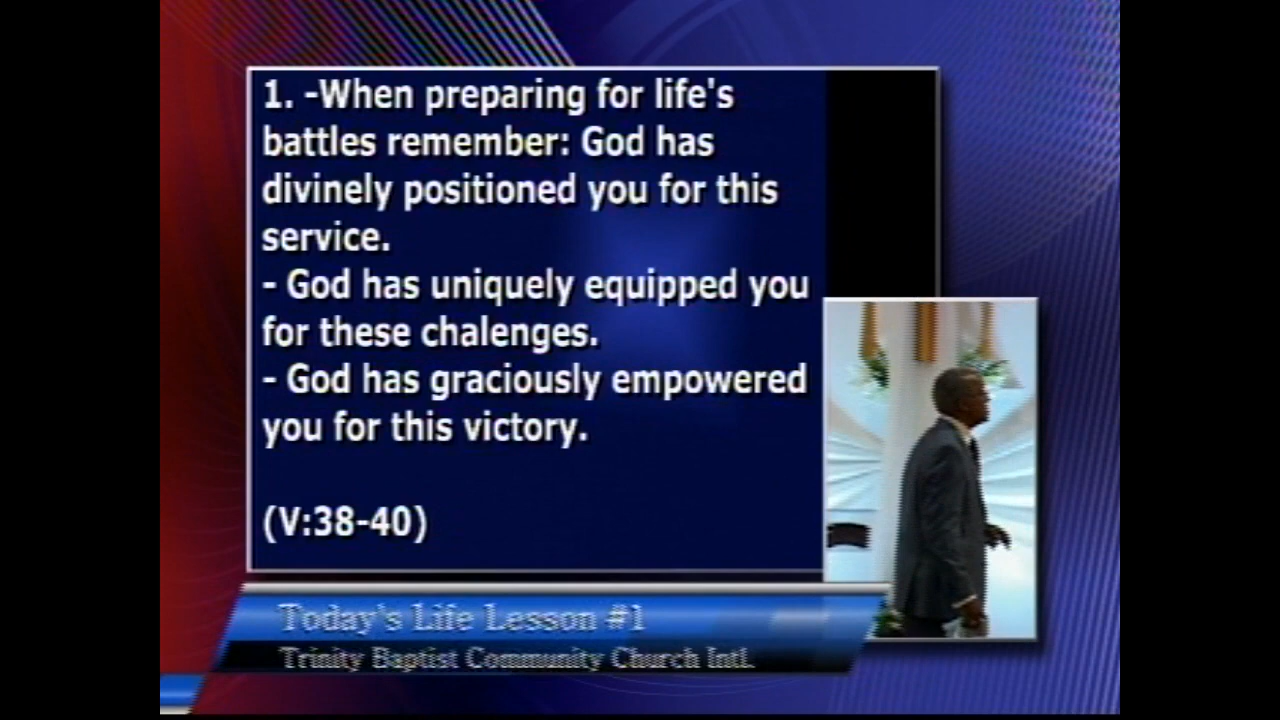 1. -When preparing for life's
battles remember: God has
divinely positioned you for this
service.
- God has uniquely equipped you
for these chalenges.
- God has graciously empowered
you for this victory.
(V:38-40)
Today's Life Lesson #1
Trinity Baptist Community Church Intl.